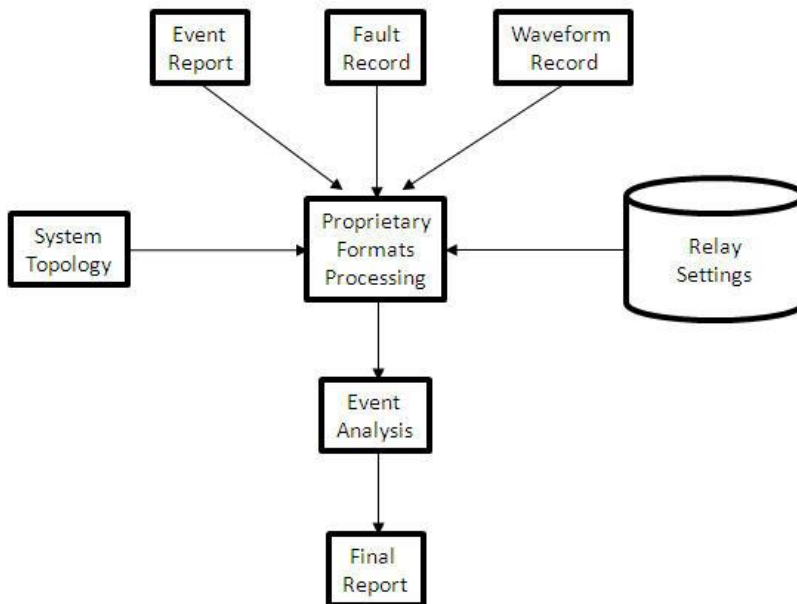 Event
Report
Fault
Record
Waveform
Record
System
Topology
Proprietary
Formats
Processing
Relay
Settings
Event
Analysis
Final
Report